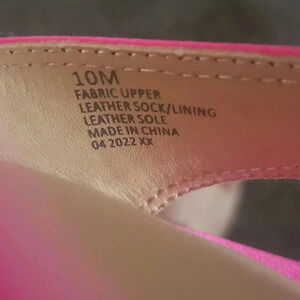 10M
FABRIC UPPER
LEATHER SOCK/LINING
LEATHER SOLE
MADE IN CHINA
04 2022 XX